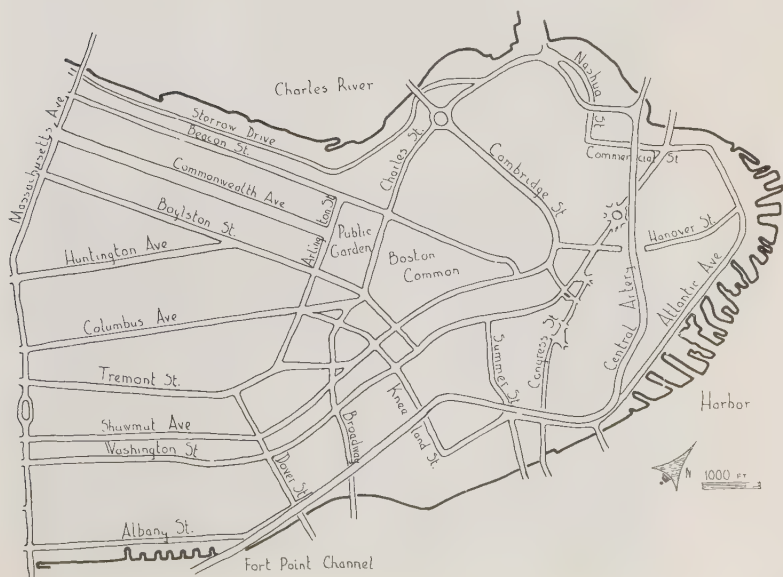 Charles River
Nashua St
Massachusetts Ave
Storrow Drive
Beacon St.
Charles St.
Cambridge St
Commercial St
Commonwealth Ave
Arlington St
Boylston St.
Public Garden
Hanover St.
Huntington Ave
Boston Common
Atlantic Ave
Columbus Ave
Central Artery
Congress St
Summer St.
Tremont St.
Harbor
Shawmut Ave
Kneeland St.
Broadway
Washington St
N
1000 FT
Dover St.
Albany St.
Fort Point Channel